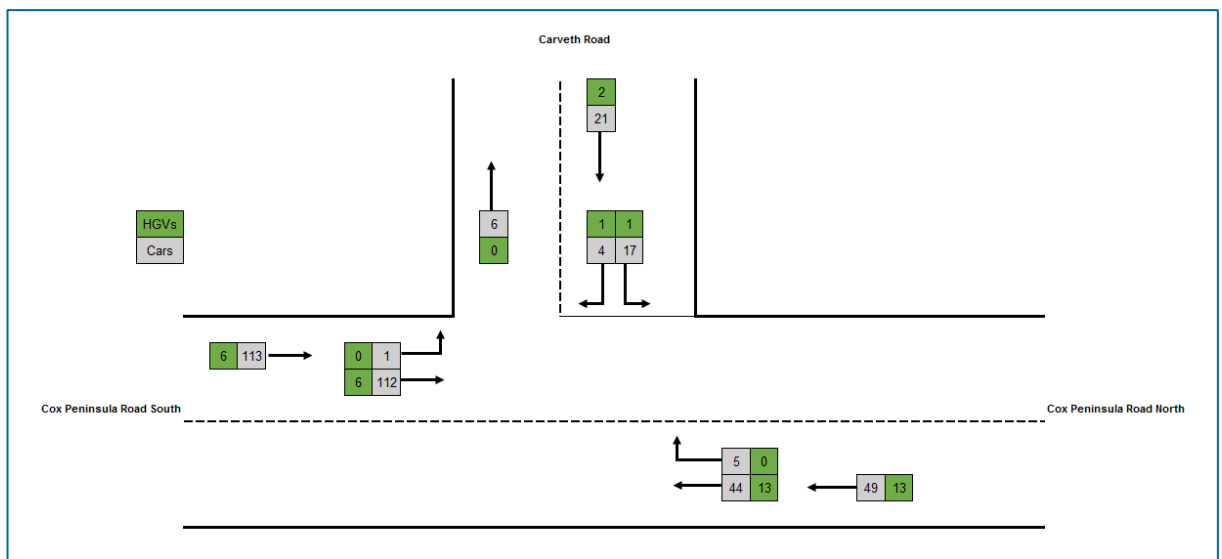 Carveth Road
2
21
HGVs
Cars
6
0
1 1
4 17
6 113
0 1
6 112
Cox Peninsula Road South
Cox Peninsula Road North
5 0
44 13
49 13